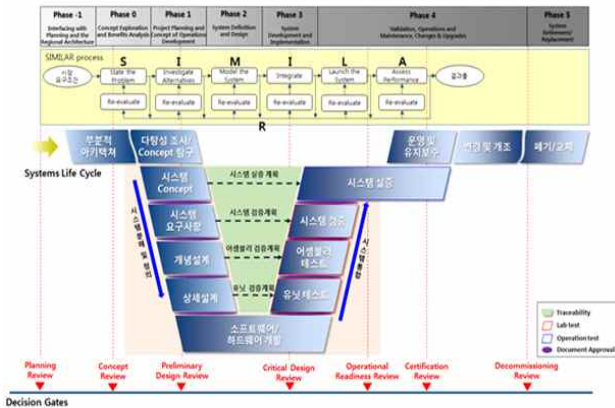 Phase -1
Interfacing with
Planning and the
Regional Architecture
Phase 0
Concept Exploration
and Benefits Analysis
Phase 1
Project Planning and
Concept of Operations
Development
Phase 2
System Definition
and Design
Phase 3
System
Development and
Implementation
Phase 4
Validation, Operations and
Maintenance, Changes & Upgrades
Phase 5
System
Retirement/
Replacement
SIMILAR process
S
I
M
I
L
A
시장
요구조건
State the
Problem
Investigate
Alternatives
Model the
System
Integrate
Launch the
System
Assess
Performance
결과출
Re-evaluate
Re-evaluate
Re-evaluate
Re-evaluate
Re-evaluate
Re-evaluate
R
부분적
아키텍쳐
다탕성 조사/
Concept 탐구
운영 및
유지보수
변경 및 개조
폐기/교체
Systems Life Cycle
시스템
Concept
시스템 실증 계획
시스템 실증
시스템
요구사항
시스템 검증계획
시스템 검증
개념설계
어셈블리 검증계획
어셈블리
테스트
상세설계
유닛 검증계획
유닛 테스트
소프트웨어/
하드웨어 개발
Traceability
Lab test
Operation test
Document Approval
Planning
Review
Concept
Review
Preliminary
Design Review
Critical Design
Review
Operational
Readiness Review
Certification
Review
Decommissioning
Review
Decision Gates